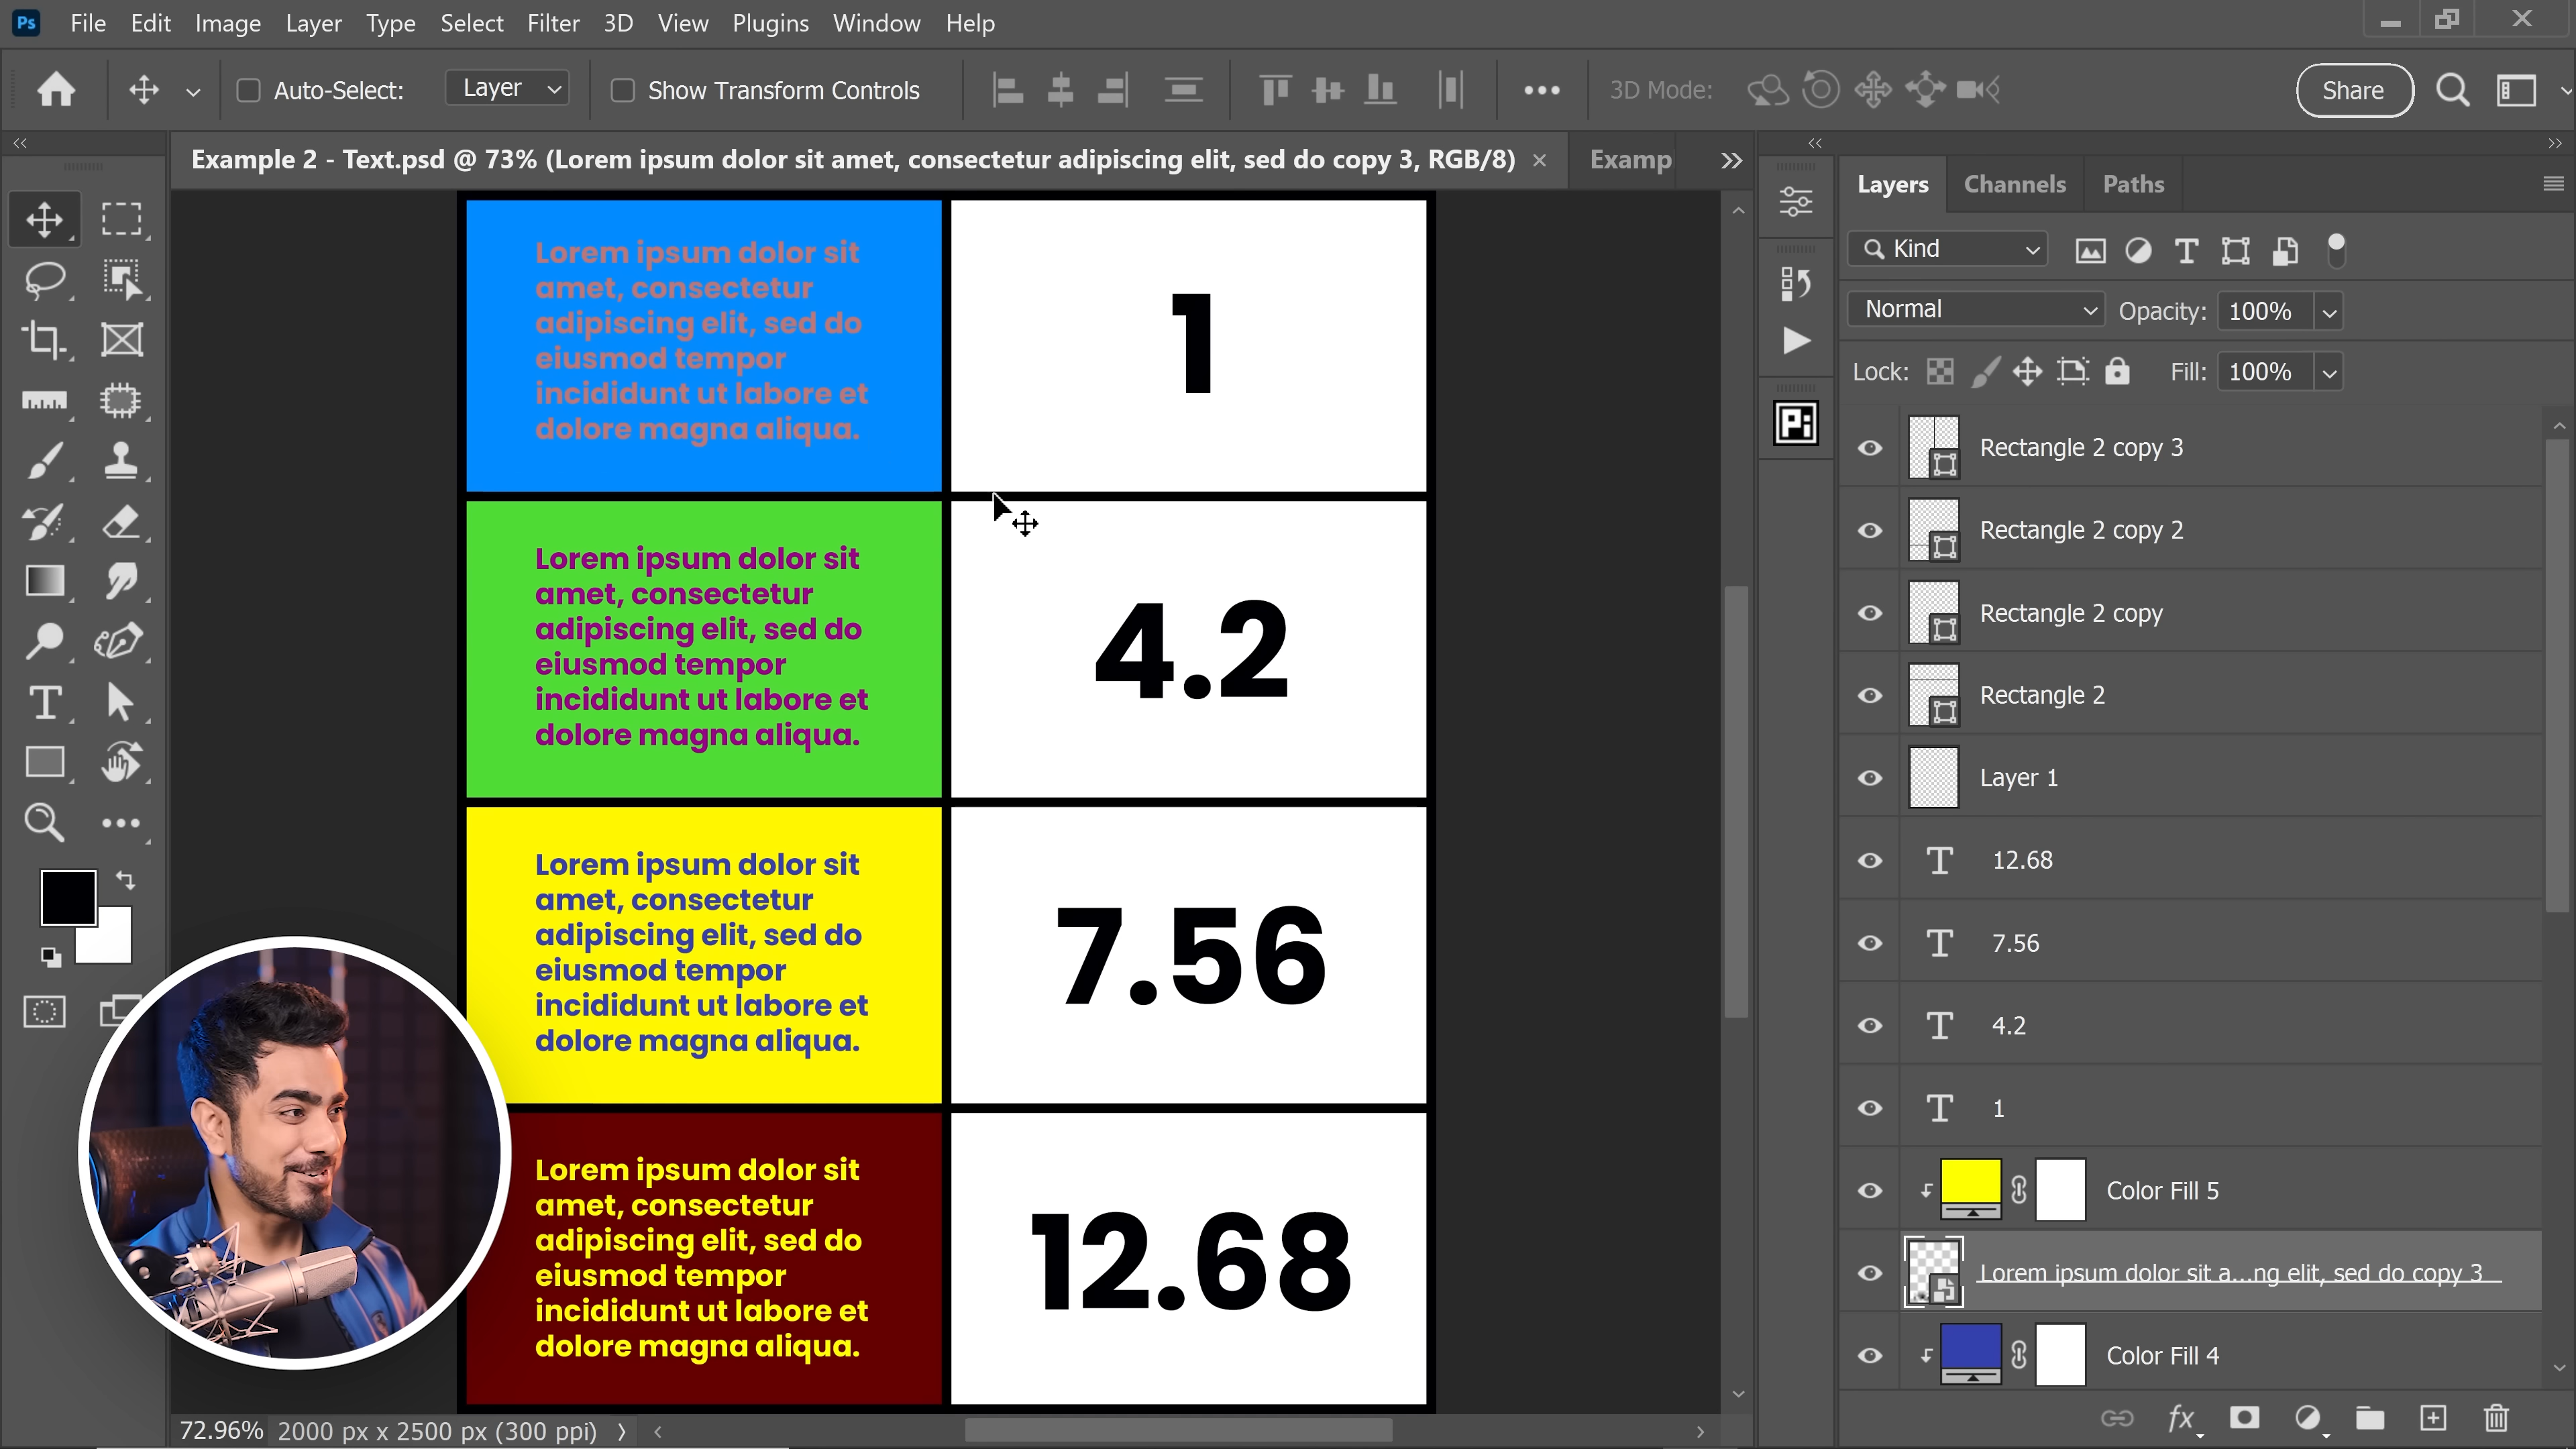 Ps File Edit Image Layer Type Select Filter 3D View Plugins Window Help
Auto-Select: Layer Show Transform Controls 3D Mode: Share
Example 2 - Text.psd @ 73% (Lorem ipsum dolor sit amet, consectetur adipiscing elit, sed do copy 3, RGB/8) × Examp
Lorem ipsum dolor sit
amet, consectetur
adipiscing elit, sed do
eiusmod tempor
incididunt ut labore et
dolore magna aliqua.
1
Lorem ipsum dolor sit
amet, consectetur
adipiscing elit, sed do
eiusmod tempor
incididunt ut labore et
dolore magna aliqua.
4.2
Lorem ipsum dolor sit
amet, consectetur
adipiscing elit, sed do
eiusmod tempor
incididunt ut labore et
dolore magna aliqua.
7.56
Lorem ipsum dolor sit
amet, consectetur
adipiscing elit, sed do
eiusmod tempor
incididunt ut labore et
dolore magna aliqua.
12.68
72.96% 2000 px x 2500 px (300 ppi)
Pi
Layers Channels Paths
Kind
Normal Opacity: 100%
Lock: Fill: 100%
Rectangle 2 copy 3
Rectangle 2 copy 2
Rectangle 2 copy
Rectangle 2
Layer 1
T 12.68
T 7.56
T 4.2
T 1
Color Fill 5
Lorem ipsum dolor sit a...ng elit, sed do copy 3
Color Fill 4
fx